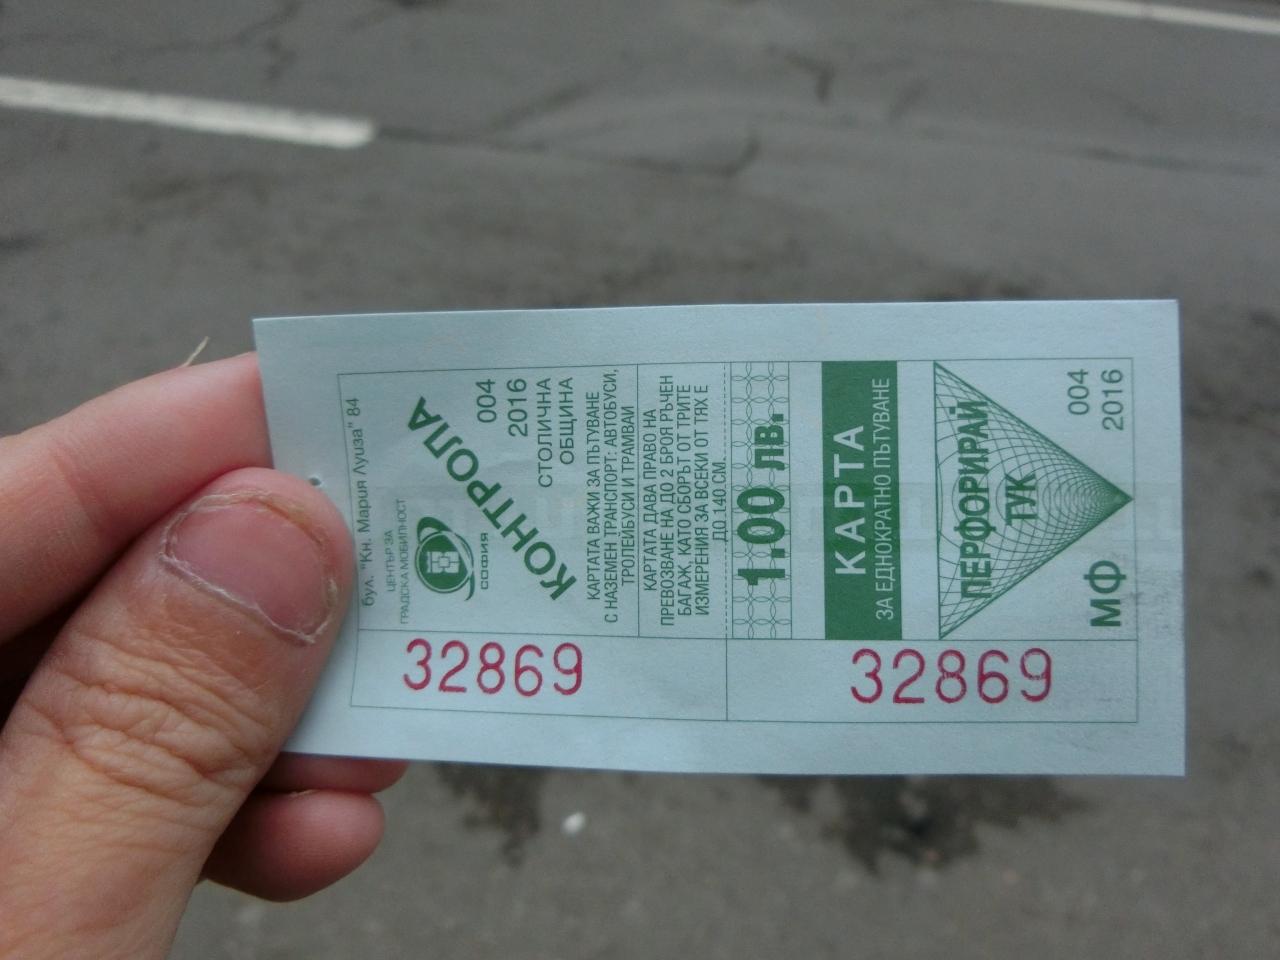 бул. "Кн. Мария Луиза" 84
ЦЕНТЪР ЗА
ГРАДСКА МОБИЛНОСТ
СОФИЯ
КОНТРОЛА
004
2016
СТОЛИЧНА
ОБЩИНА
КАРТАТА ВАЖИ ЗА ПЪТУВАНЕ
С НАЗЕМЕН ТРАНСПОРТ: АВТОБУСИ,
ТРОЛЕЙБУСИ И ТРАМВАИ
КАРТАТА ДАВА ПРАВО НА
ПРЕВОЗВАНЕ НА ДО 2 БРОЯ РЪЧЕН
БАГАЖ, КАТО СБОРЪТ ОТ ТРИТЕ
ИЗМЕРЕНИЯ ЗА ВСЕКИ ОТ ТЯХ Е
ДО 140 СМ.
32869
1.00 лв.
КАРТА
ЗА ЕДНОКРАТНО ПЪТУВАНЕ
ПЕРФОРИРАЙ
ТУК
МФ
004
2016
32869